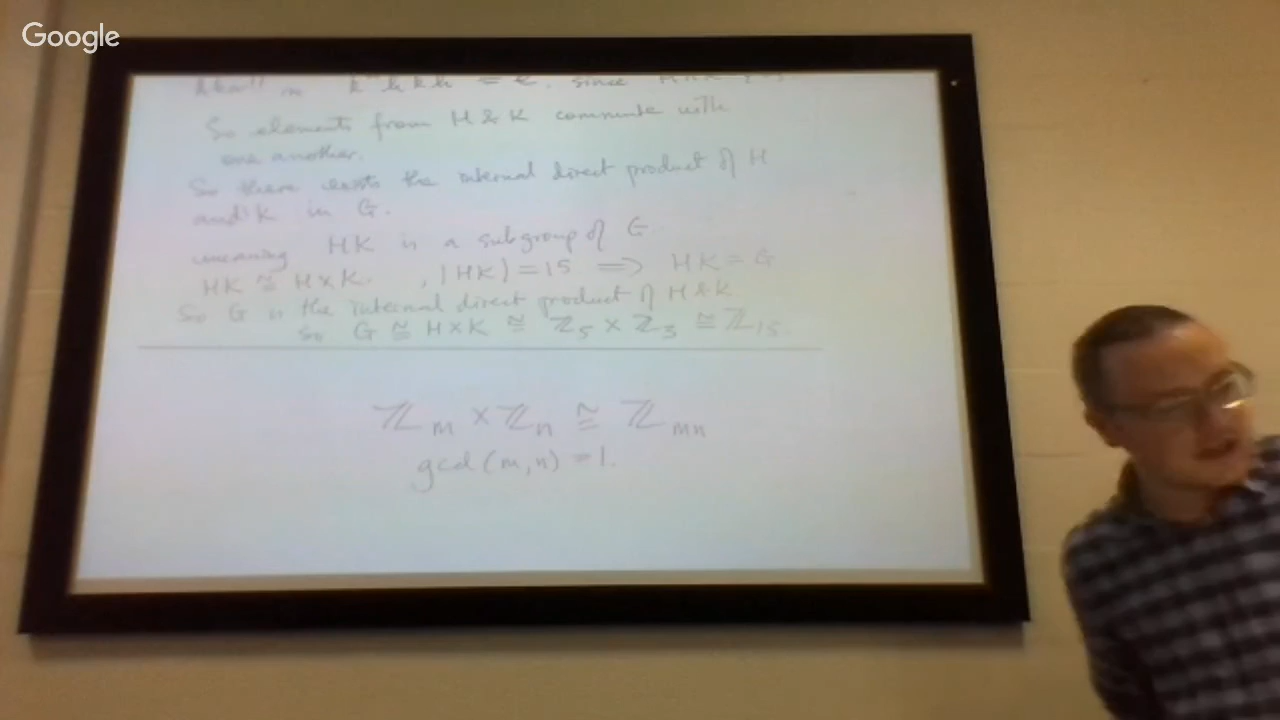 Google
= e, since
So elements from H & K commute with
one another.
So there exists the internal direct product of H
and K in G.
meaning HK is a subgroup of G
HK ≅ H×K. , |HK| = 15 ⟹ HK = G
So G is the internal direct product of H & K
So G ≅ H×K ≅ ℤ₅ × ℤ₃ ≅ ℤ₁₅
ℤₘ × ℤₙ ≅ ℤₘₙ
gcd(m,n) = 1.